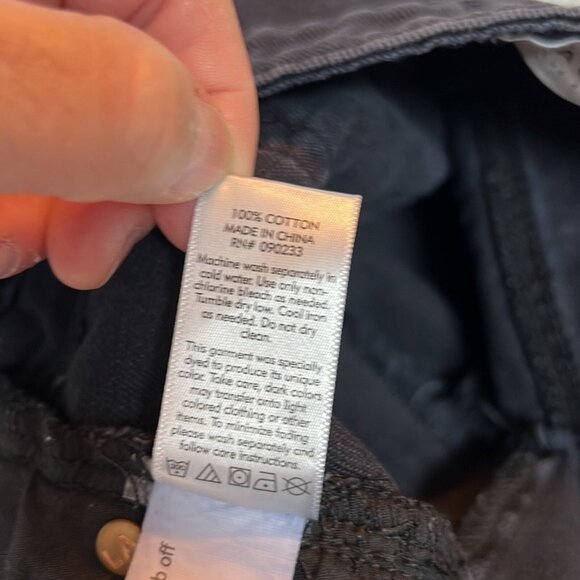 100% COTTON
MADE IN CHINA
RN# 090233
Machine wash separately in
cold water. Use only non-
chlorine bleach as needed.
Tumble dry low. Cool iron
as needed. Do not dry
clean.
This garment was specially
dyed to produce its unique
color. Take care, dark colors
may transfer onto light
colored clothing or other
items. To minimize fading
please wash separately and
follow care instructions.
b off